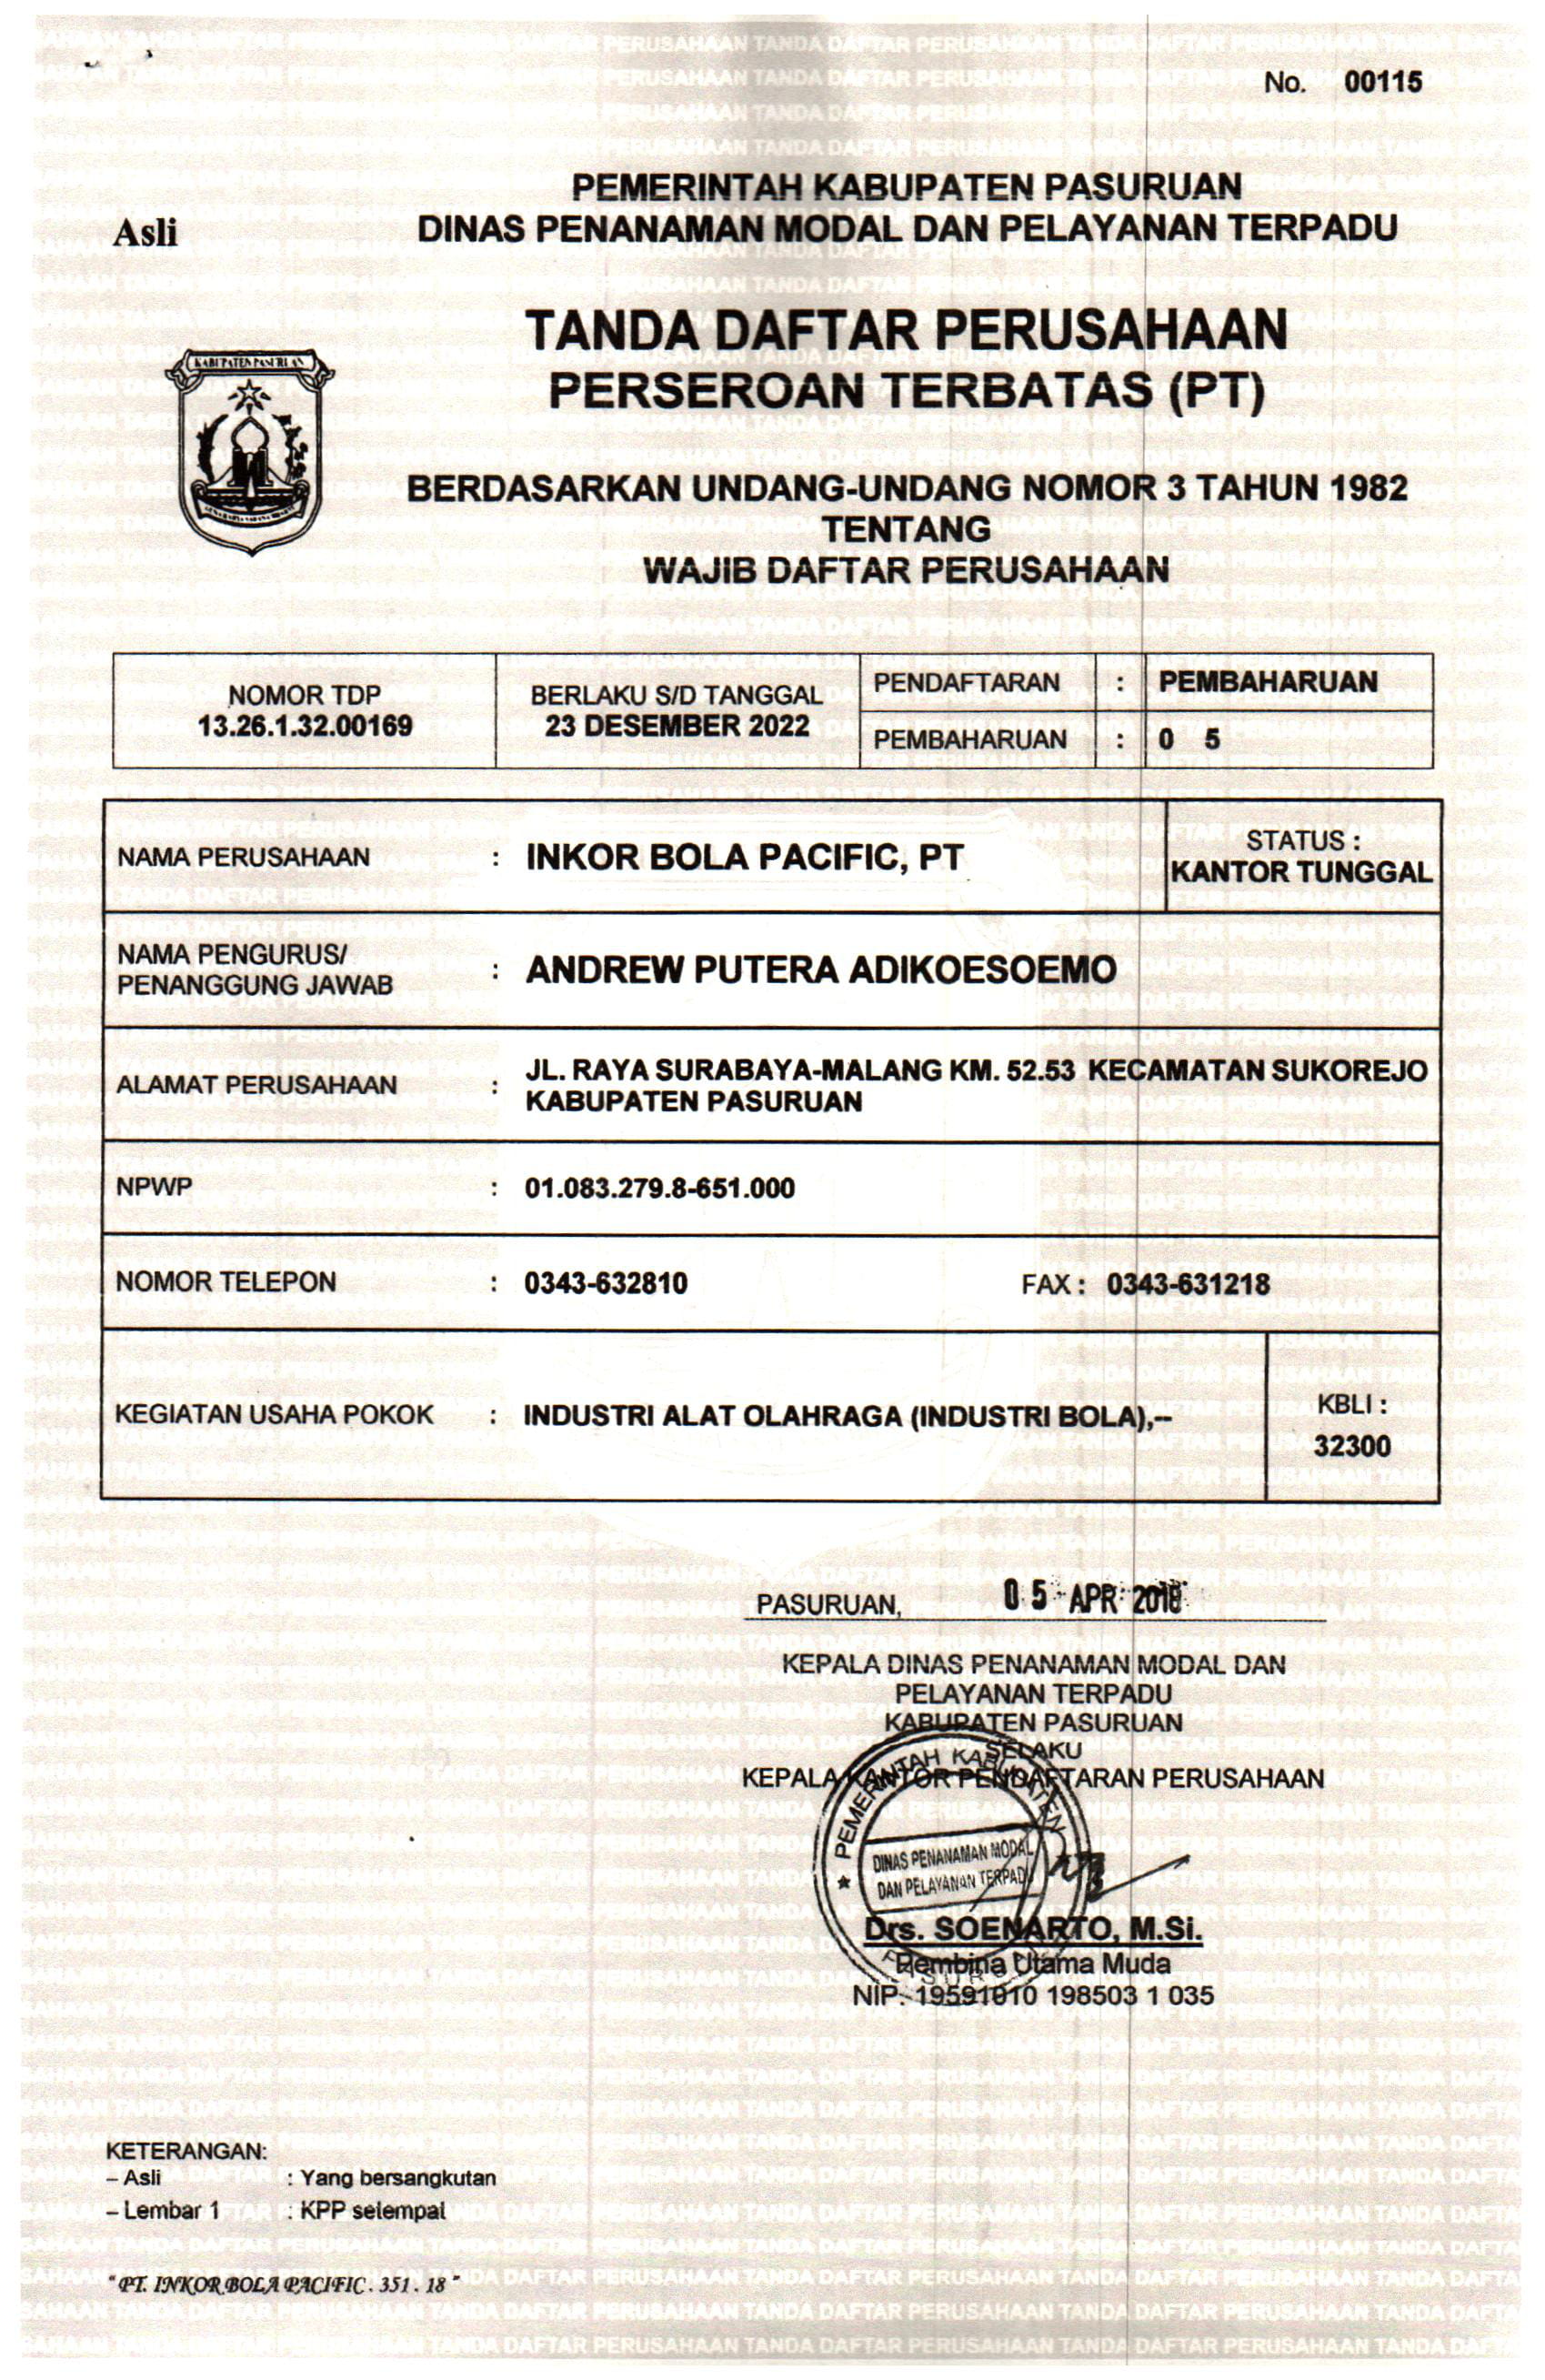 No. 00115
PEMERINTAH KABUPATEN PASURUAN
Asli
DINAS PENANAMAN MODAL DAN PELAYANAN TERPADU
TANDA DAFTAR PERUSAHAAN
PERSEROAN TERBATAS (PT)
KABUPATEN PASURUAN
BERDASARKAN UNDANG-UNDANG NOMOR 3 TAHUN 1982
TENTANG
WAJIB DAFTAR PERUSAHAAN
NOMOR TDP
13.26.1.32.00169
BERLAKU S/D TANGGAL
23 DESEMBER 2022
PENDAFTARAN : PEMBAHARUAN
PEMBAHARUAN : 0 5
NAMA PERUSAHAAN : INKOR BOLA PACIFIC, PT
STATUS :
KANTOR TUNGGAL
NAMA PENGURUS/
PENANGGUNG JAWAB : ANDREW PUTERA ADIKOESOEMO
ALAMAT PERUSAHAAN : JL. RAYA SURABAYA-MALANG KM. 52.53 KECAMATAN SUKOREJO
KABUPATEN PASURUAN
NPWP : 01.083.279.8-651.000
NOMOR TELEPON : 0343-632810 FAX : 0343-631218
KEGIATAN USAHA POKOK : INDUSTRI ALAT OLAHRAGA (INDUSTRI BOLA),--
KBLI :
32300
PASURUAN, 05 APR 2018
KEPALA DINAS PENANAMAN MODAL DAN
PELAYANAN TERPADU
KABUPATEN PASURUAN
SELAKU
KEPALA KANTOR PENDAFTARAN PERUSAHAAN
PEMERINTAH KABUPATEN
DINAS PENANAMAN MODAL
DAN PELAYANAN TERPADU
PASURUAN
Drs. SOENARTO, M.Si.
Pembina Utama Muda
NIP. 19591010 198503 1 035
KETERANGAN:
– Asli : Yang bersangkutan
– Lembar 1 : KPP setempat
" PT. INKOR BOLA PACIFIC . 351 . 18 "